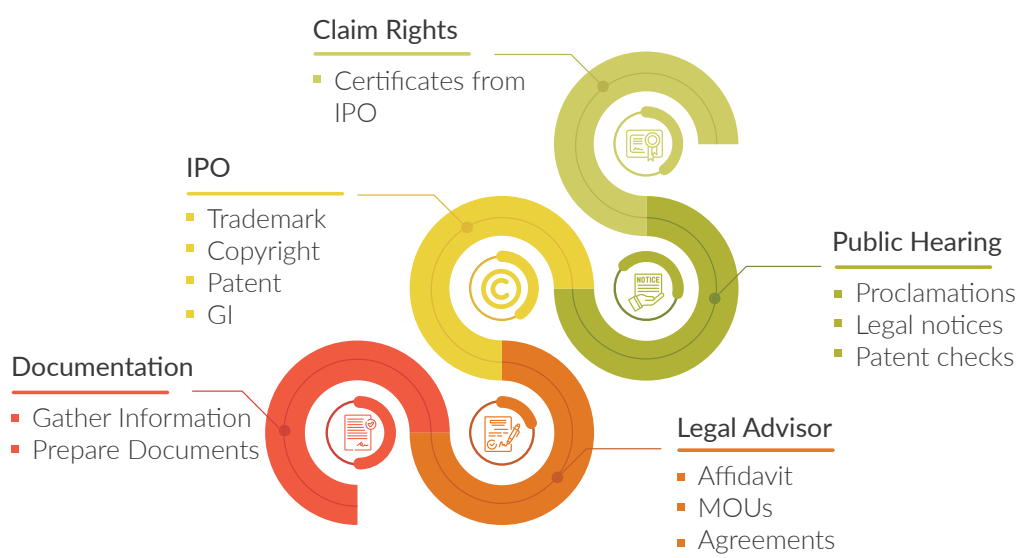 Claim Rights
Certificates from
IPO
IPO
Trademark
Copyright
Patent
GI
NOTICE
Public Hearing
Proclamations
Legal notices
Patent checks
Documentation
Gather Information
Prepare Documents
Legal Advisor
Affidavit
MOUs
Agreements